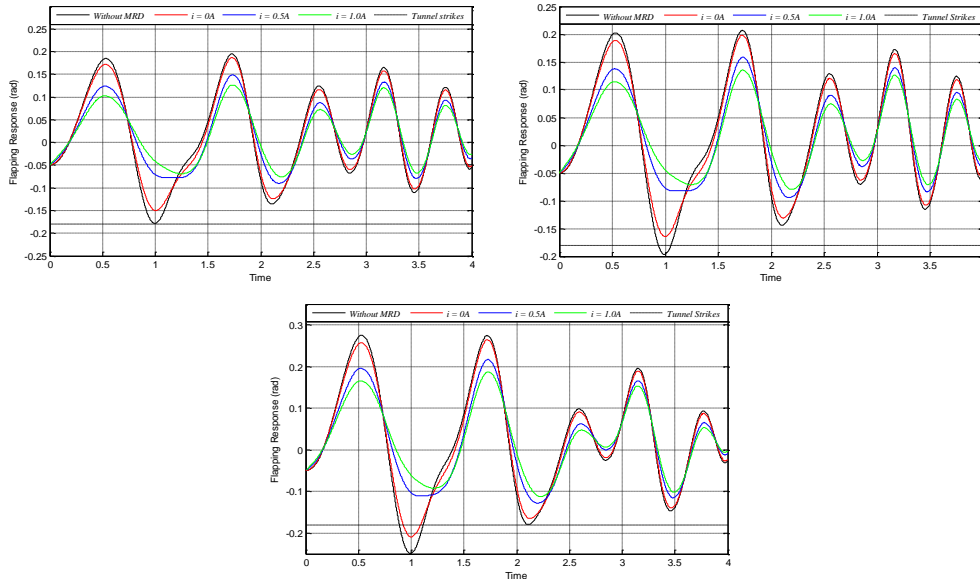 Without MRD i = 0A i = 0.5A i = 1.0A Tunnel Strikes
0.25
0.2
0.15
0.1
0.05
0
-0.05
-0.1
-0.15
-0.2
-0.25
Flapping Response (rad)
0 0.5 1 1.5 2 2.5 3 3.5 4
Time
Without MRD i = 0A i = 0.5A i = 1.0A Tunnel Strikes
0.2
0.15
0.1
0.05
0
-0.05
-0.1
-0.15
-0.2
Flapping Response (rad)
0 0.5 1 1.5 2 2.5 3 3.5
Time
Without MRD i = 0A i = 0.5A i = 1.0A Tunnel Strikes
0.3
0.2
0.1
0
-0.1
-0.2
Flapping Response (rad)
0 0.5 1 1.5 2 2.5 3 3.5 4
Time